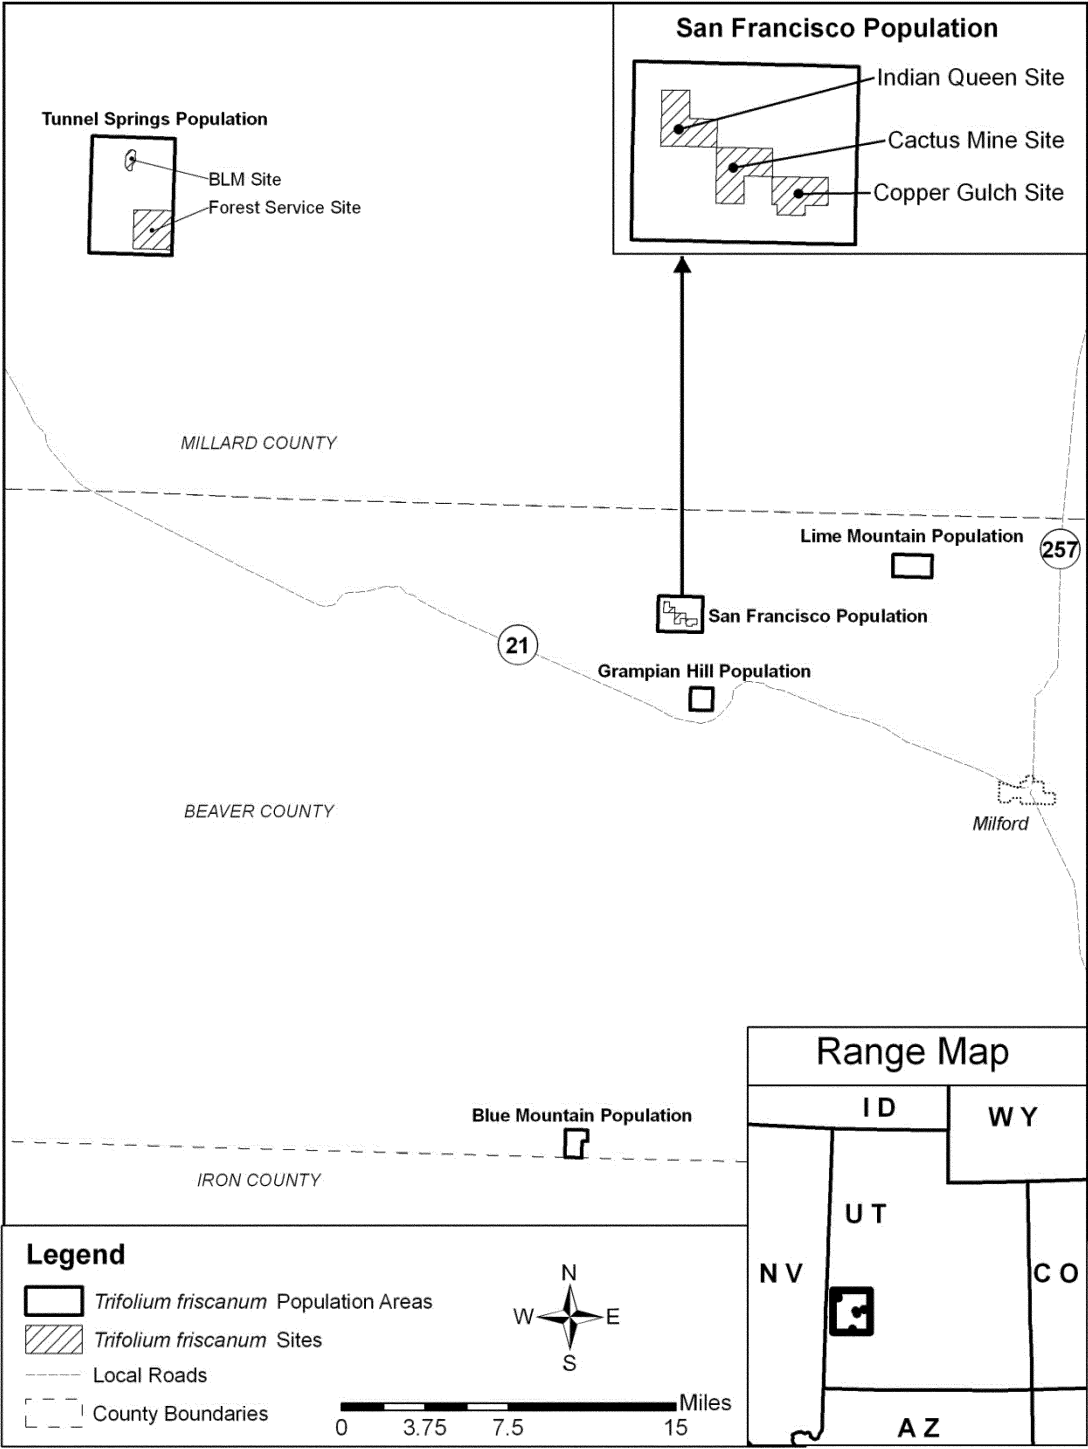 San Francisco Population
Indian Queen Site
Cactus Mine Site
Copper Gulch Site
Tunnel Springs Population
BLM Site
Forest Service Site
MILLARD COUNTY
Lime Mountain Population
257
San Francisco Population
21
Grampian Hill Population
BEAVER COUNTY
Milford
Blue Mountain Population
IRON COUNTY
Range Map
ID
WY
UT
NV
CO
AZ
Legend
Trifolium friscanum Population Areas
Trifolium friscanum Sites
Local Roads
County Boundaries
N
W E
S
Miles
0 3.75 7.5 15